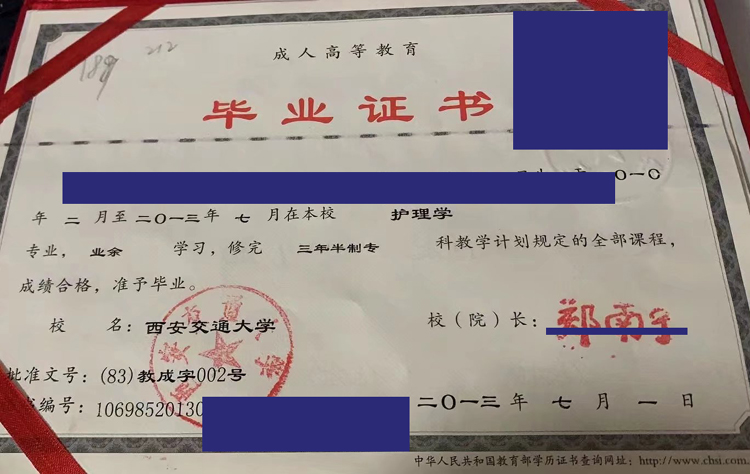 189 212
成人高等教育
毕业证书
年 二 月至 二〇一三 年 七 月在本校 护理学
专业, 业余 学习, 修完 三年半制专 科教学计划规定的全部课程,
成绩合格, 准予毕业。
校 名: 西安交通大学
校（院）长:
批准文号: (83)教成字002号
书编号: 1069852013
二〇一三 年 七 月 一 日
中华人民共和国教育部学历证书查询网址: http://www.chsi.com